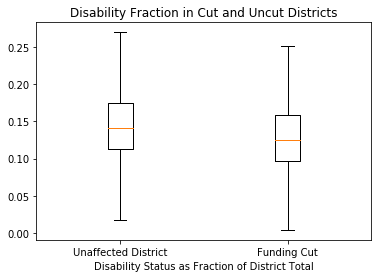 Disability Fraction in Cut and Uncut Districts
0.25
0.20
0.15
0.10
0.05
0.00
Unaffected District Funding Cut
Disability Status as Fraction of District Total